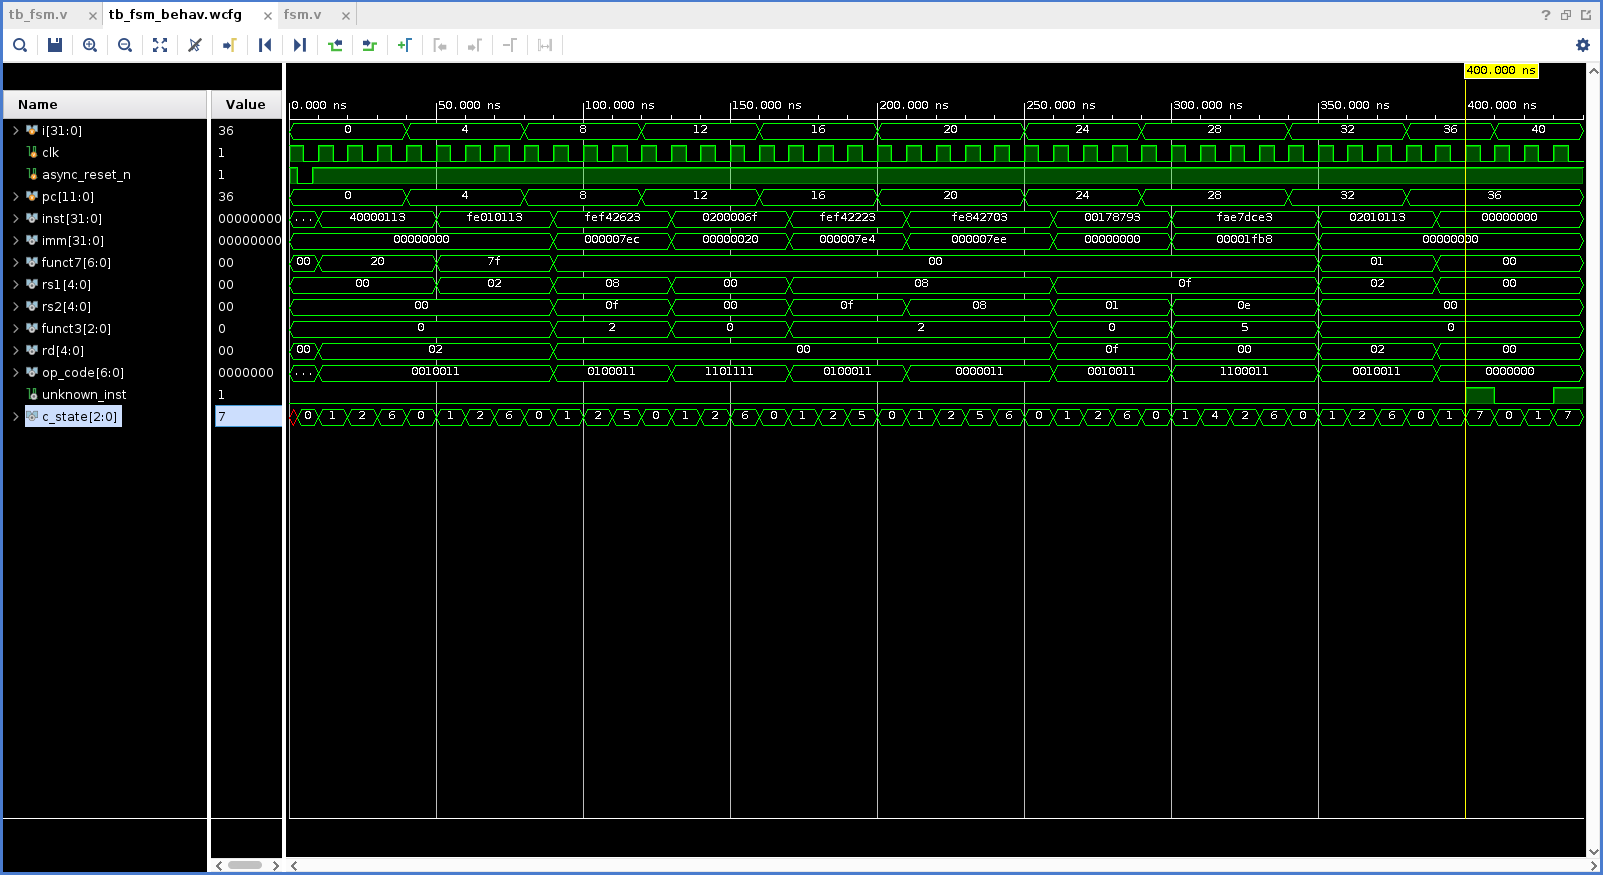 tb_fsm.v × tb_fsm_behav.wcfg × fsm.v ×
?
400.000 ns
Name Value 0.000 ns 50.000 ns 100.000 ns 150.000 ns 200.000 ns 250.000 ns 300.000 ns 350.000 ns 400.000 ns
i[31:0] 36 0 4 8 12 16 20 24 28 32 36 40
clk 1
async_reset_n 1
pc[11:0] 36 0 4 8 12 16 20 24 28 32 36
inst[31:0] 00000000 ... 40000113 fe010113 fef42623 0200006f fef42223 fe842703 00178793 fae7dce3 02010113 00000000
imm[31:0] 00000000 00000000 000007ec 00000020 000007e4 000007ee 00000000 00001fb8 00000000
funct7[6:0] 00 00 20 7f 00 01 00
rs1[4:0] 00 00 02 08 00 08 0f 02 00
rs2[4:0] 00 00 0f 00 0f 08 01 0e 00
funct3[2:0] 0 0 2 0 2 0 5 0
rd[4:0] 00 00 02 00 0f 00 02 00
op_code[6:0] 0000000 ... 0010011 0100011 1101111 0100011 0000011 0010011 1100011 0010011 0000000
unknown_inst 1
c_state[2:0] 7 0 1 2 6 0 1 2 6 0 1 2 5 0 1 2 6 0 1 2 5 0 1 2 5 6 0 1 2 6 0 1 4 2 6 0 1 2 6 0 1 7 0 1 7